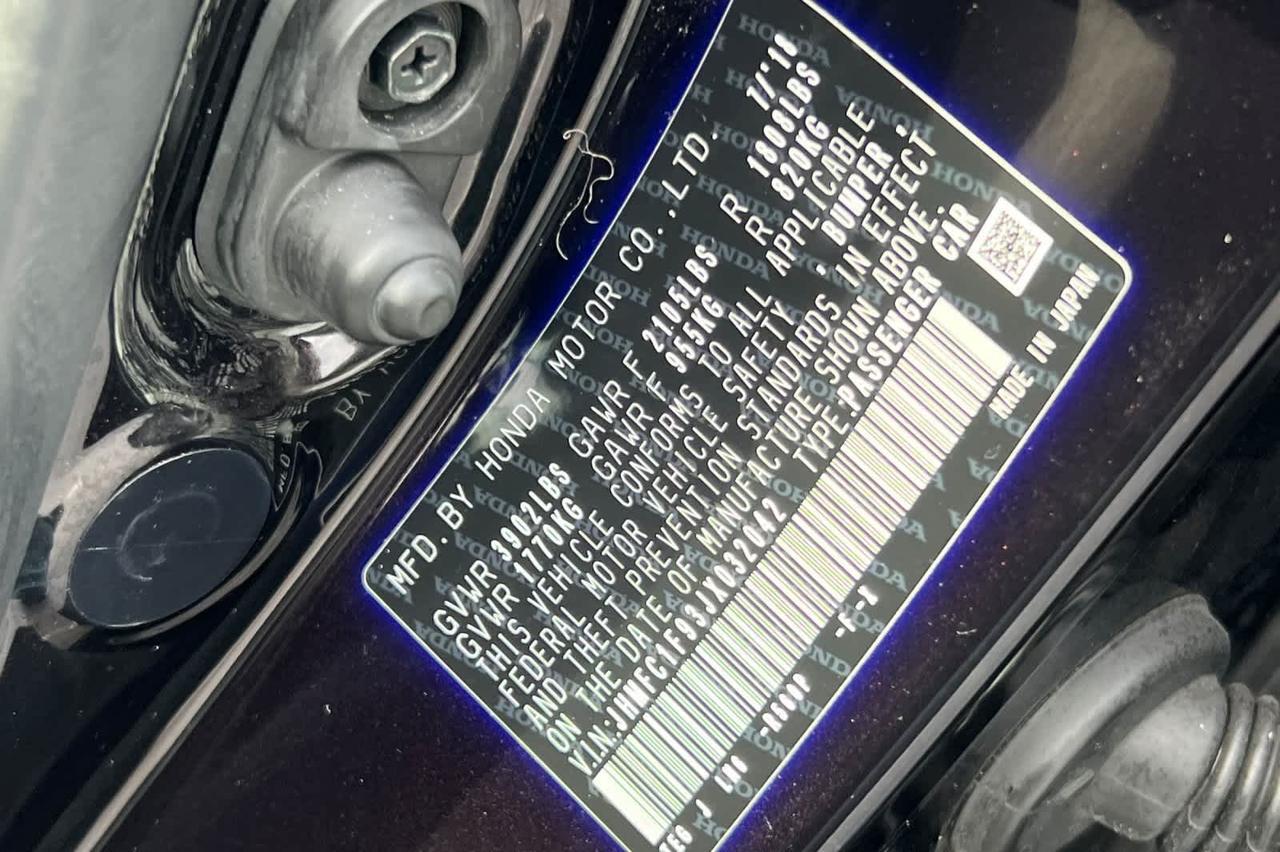 MFD. BY HONDA MOTOR CO.,LTD. 7/'18
GVWR 3902LBS GAWR F 2105LBS R 1808LBS
GVWR 1770KG GAWR F 955KG R 820KG
THIS VEHICLE CONFORMS TO ALL APPLICABLE
FEDERAL MOTOR VEHICLE SAFETY , BUMPER ,
AND THEFT PREVENTION STANDARDS IN EFFECT
ON THE DATE OF MANUFACTURE SHOWN ABOVE.
VIN:JHMFC1F93JX032042 TYPE:PASSENGER CAR
MADE IN JAPAN